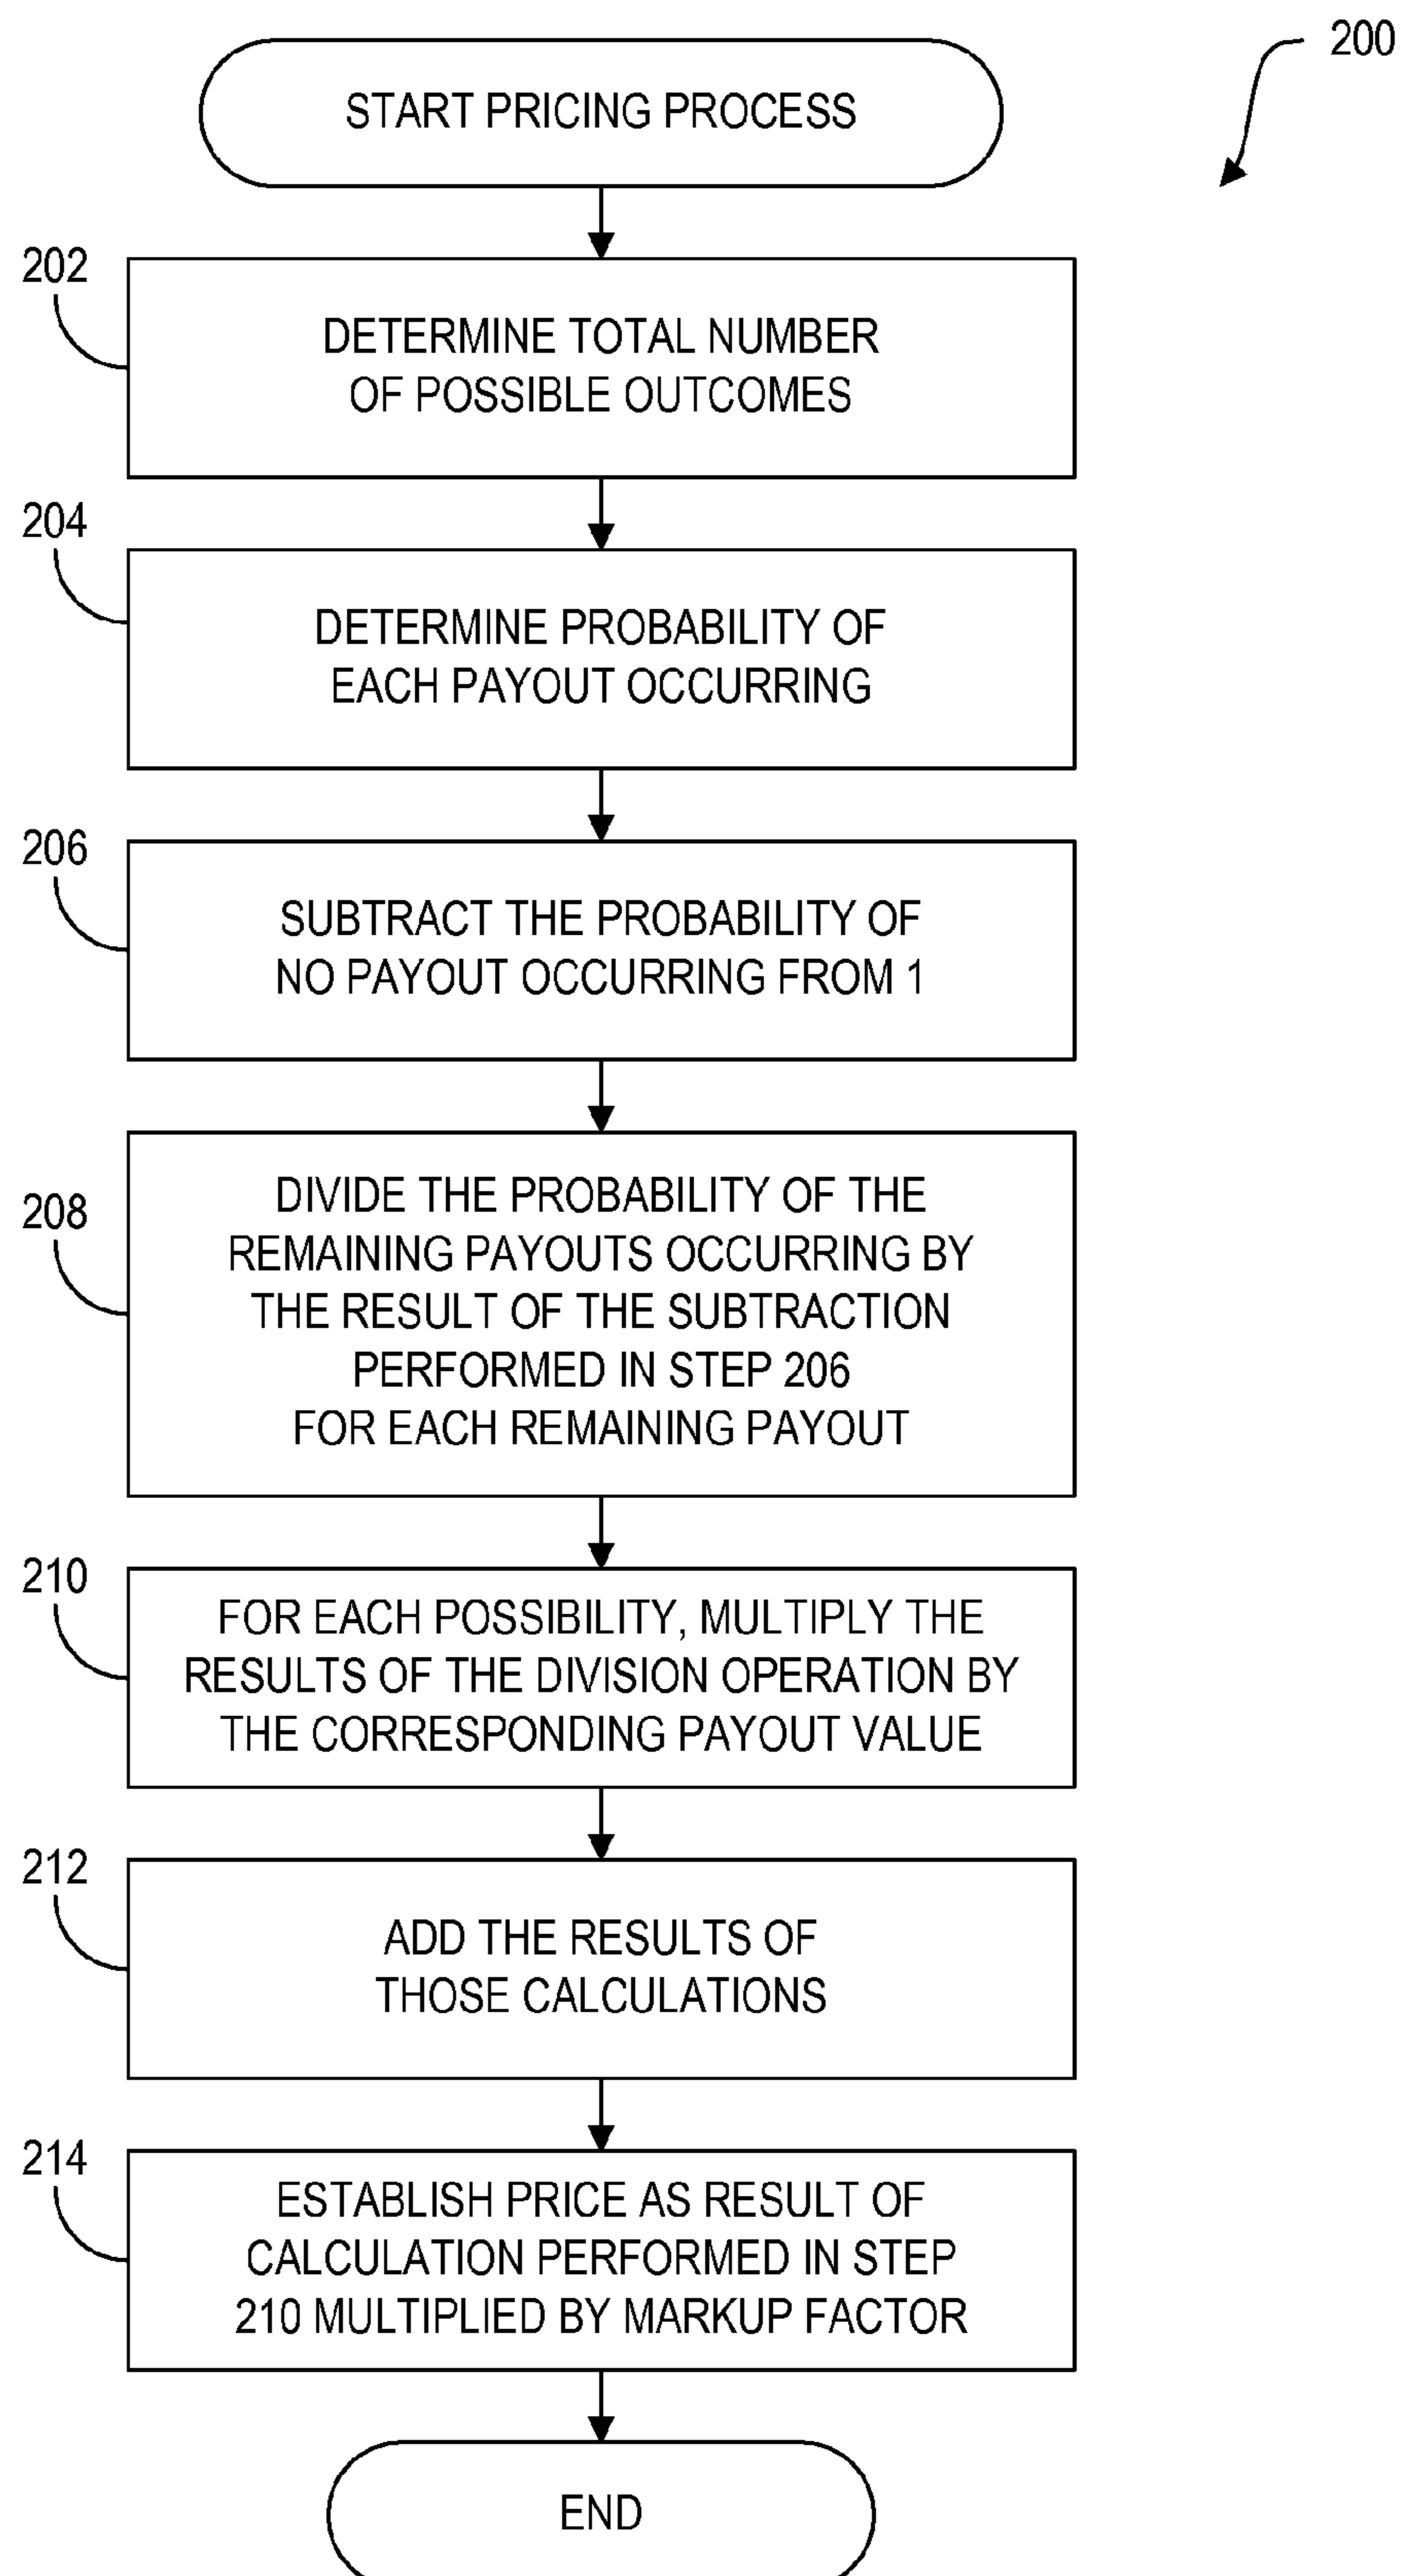 200
START PRICING PROCESS
202
DETERMINE TOTAL NUMBER
OF POSSIBLE OUTCOMES
204
DETERMINE PROBABILITY OF
EACH PAYOUT OCCURRING
206
SUBTRACT THE PROBABILITY OF
NO PAYOUT OCCURRING FROM 1
208
DIVIDE THE PROBABILITY OF THE
REMAINING PAYOUTS OCCURRING BY
THE RESULT OF THE SUBTRACTION
PERFORMED IN STEP 206
FOR EACH REMAINING PAYOUT
210
FOR EACH POSSIBILITY, MULTIPLY THE
RESULTS OF THE DIVISION OPERATION BY
THE CORRESPONDING PAYOUT VALUE
212
ADD THE RESULTS OF
THOSE CALCULATIONS
214
ESTABLISH PRICE AS RESULT OF
CALCULATION PERFORMED IN STEP
210 MULTIPLIED BY MARKUP FACTOR
END